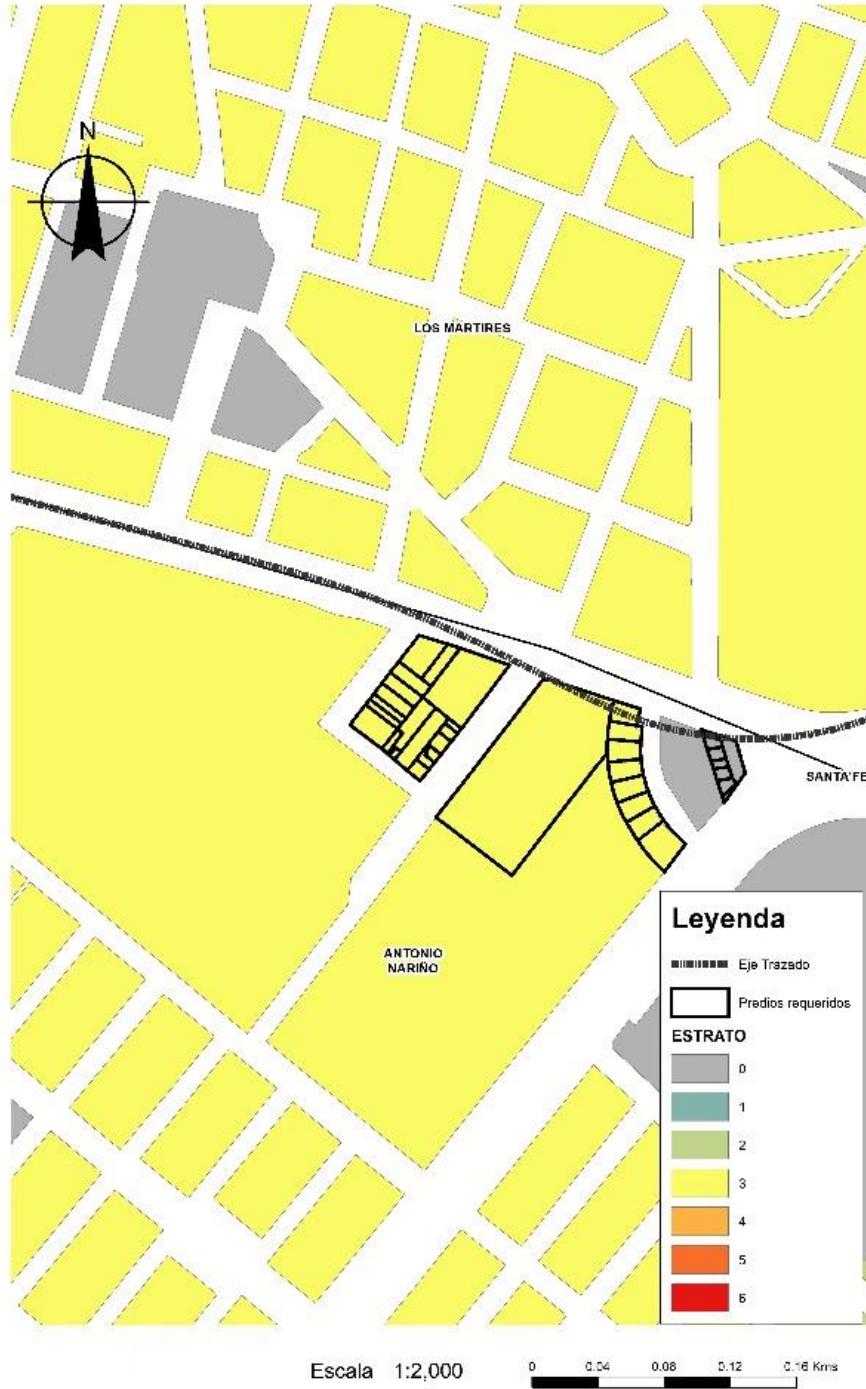 N
LOS MARTIRES
SANTA FE
ANTONIO
NARIÑO
Leyenda
Eje Trazado
Predios requeridos
ESTRATO
0
1
2
3
4
5
6
Escala 1:2,000
0 0.04 0.08 0.12 0.16 Kms